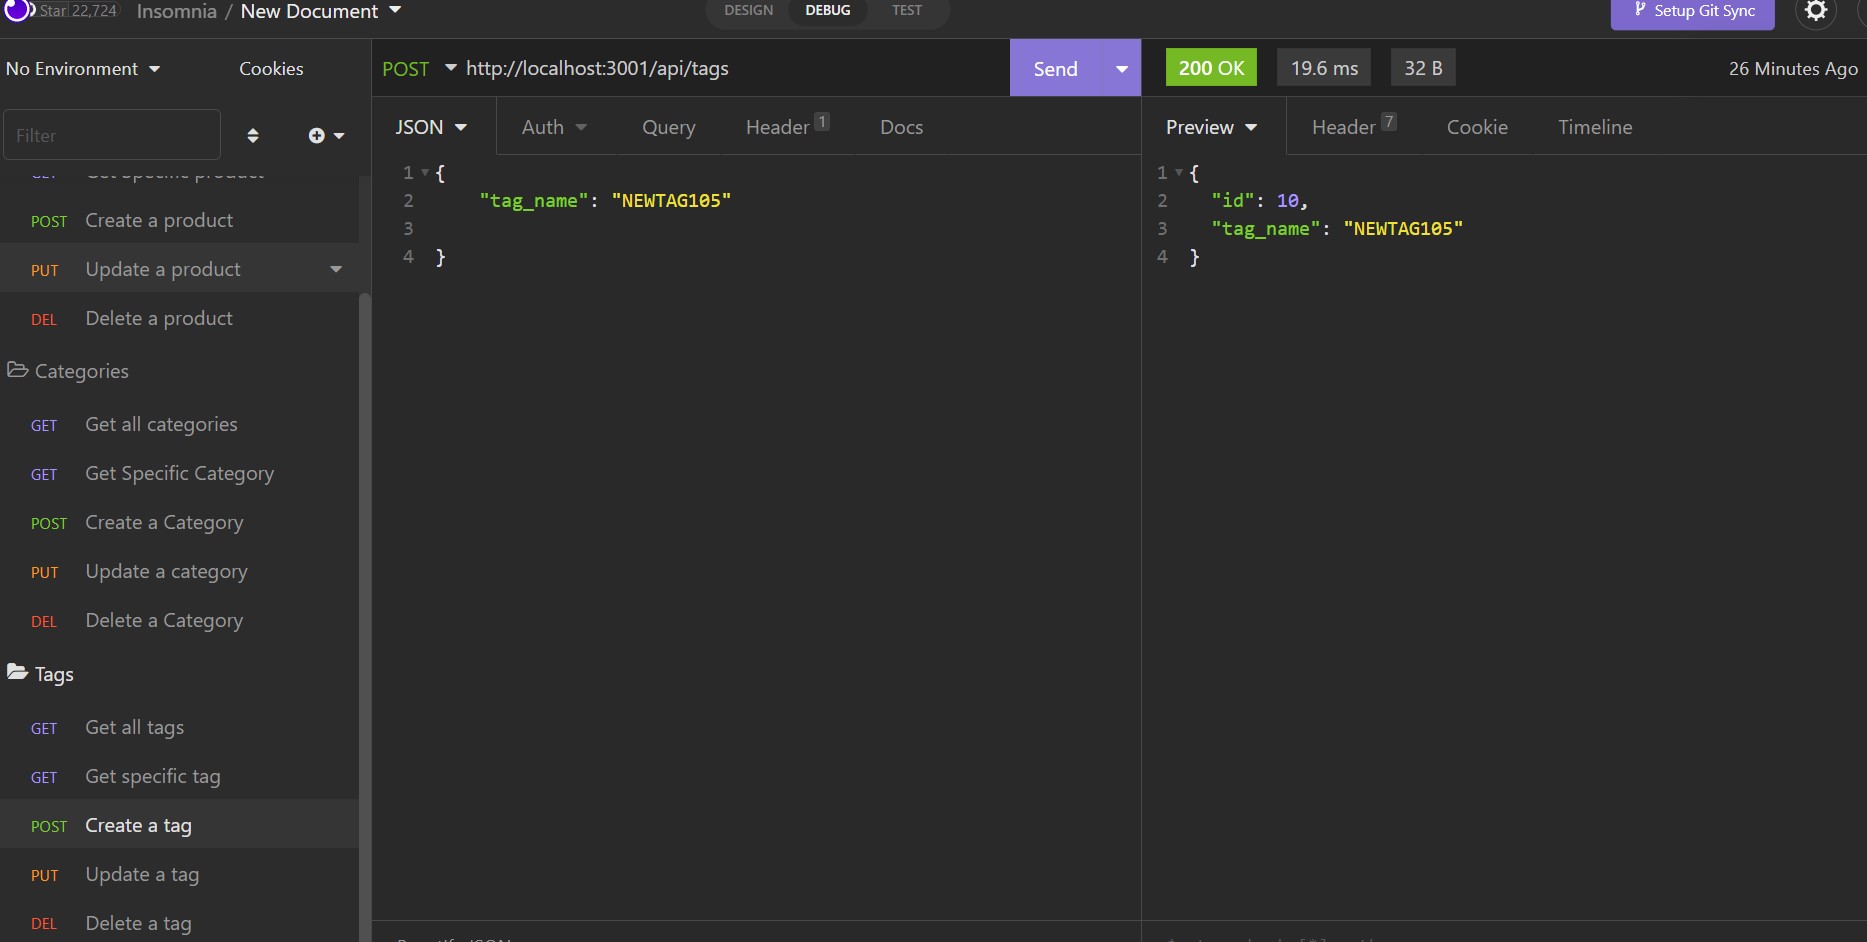 Star 22,724 Insomnia / New Document DESIGN DEBUG TEST Setup Git Sync
No Environment Cookies
Filter
Get Specific product
POST Create a product
PUT Update a product
DEL Delete a product
Categories
GET Get all categories
GET Get Specific Category
POST Create a Category
PUT Update a category
DEL Delete a Category
Tags
GET Get all tags
GET Get specific tag
POST Create a tag
PUT Update a tag
DEL Delete a tag
POST http://localhost:3001/api/tags Send
JSON Auth Query Header 1 Docs
1 {
2 "tag_name": "NEWTAG105"
3
4 }
200 OK 19.6 ms 32 B 26 Minutes Ago
Preview Header 7 Cookie Timeline
1 {
2 "id": 10,
3 "tag_name": "NEWTAG105"
4 }